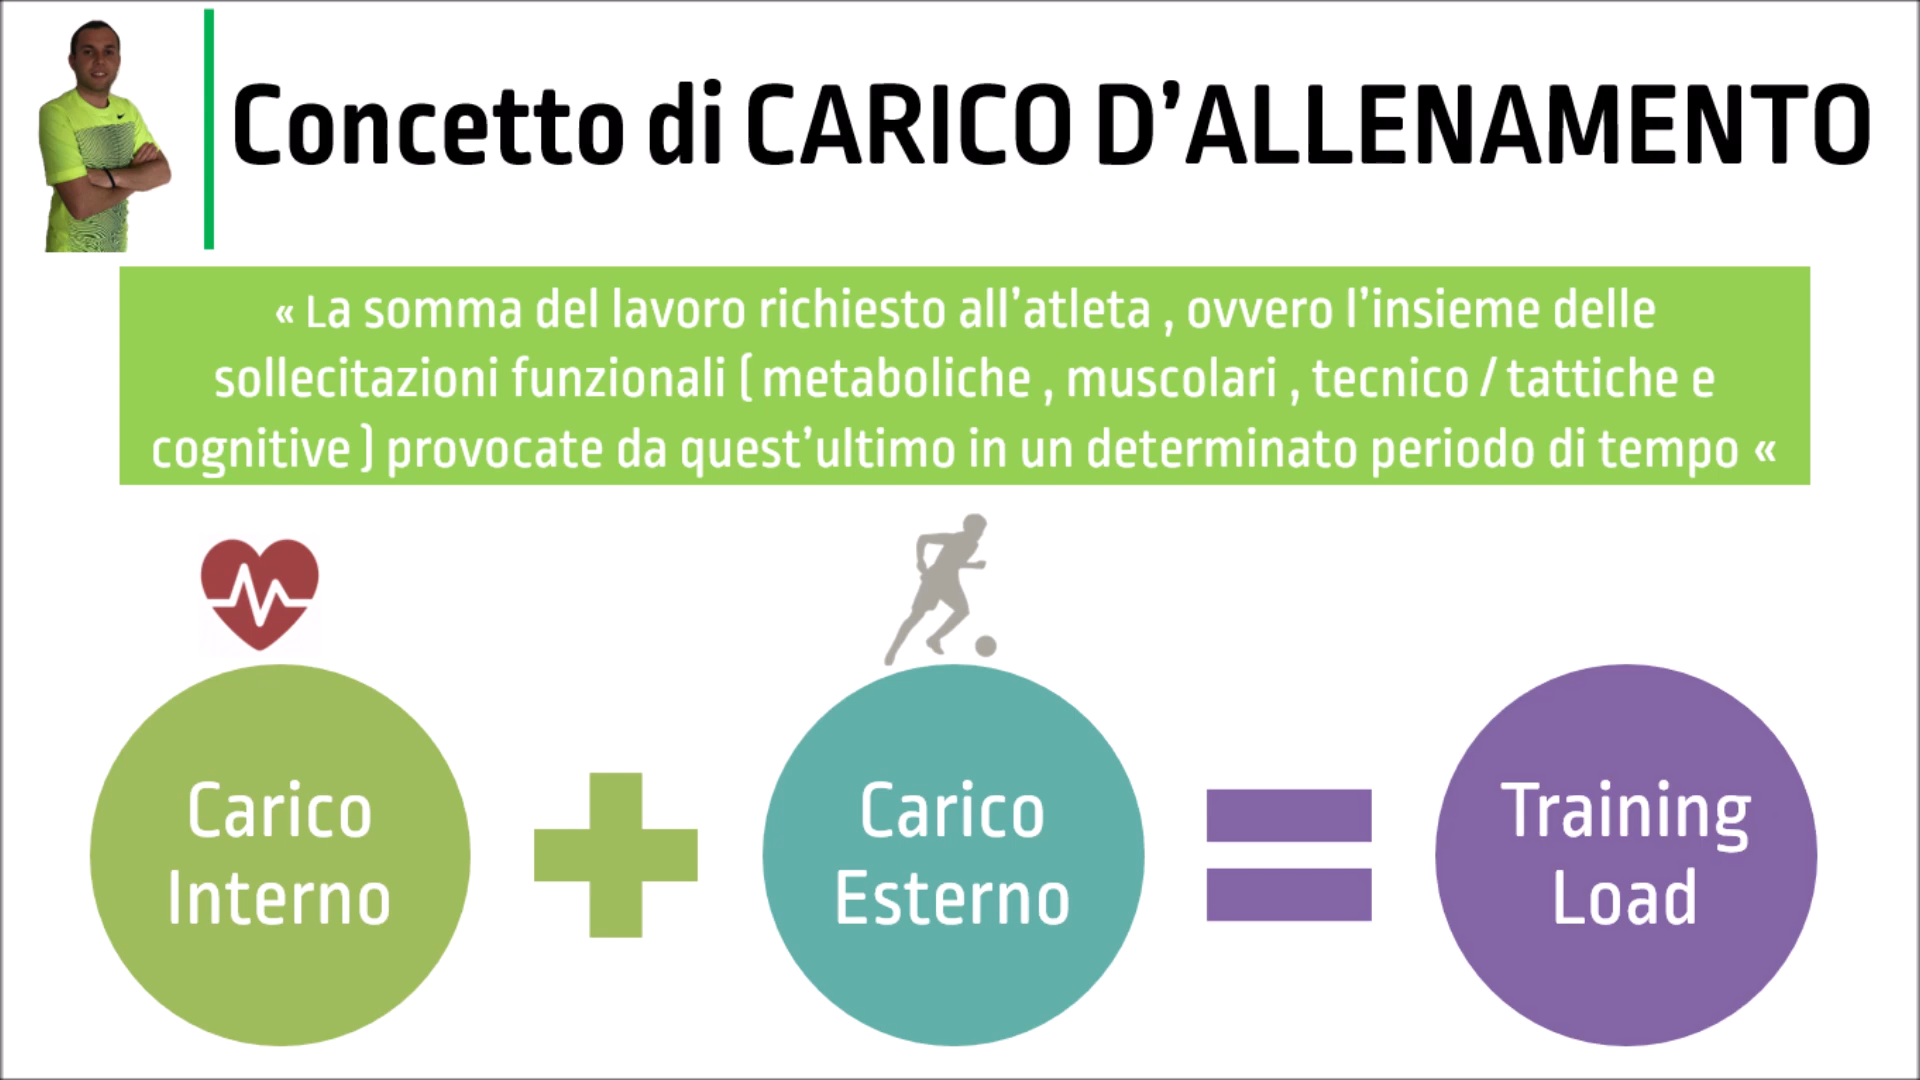 Concetto di CARICO D’ALLENAMENTO
« La somma del lavoro richiesto all’atleta , ovvero l’insieme delle
sollecitazioni funzionali ( metaboliche , muscolari , tecnico / tattiche e
cognitive ) provocate da quest’ultimo in un determinato periodo di tempo «
Carico
Interno
Carico
Esterno
Training
Load